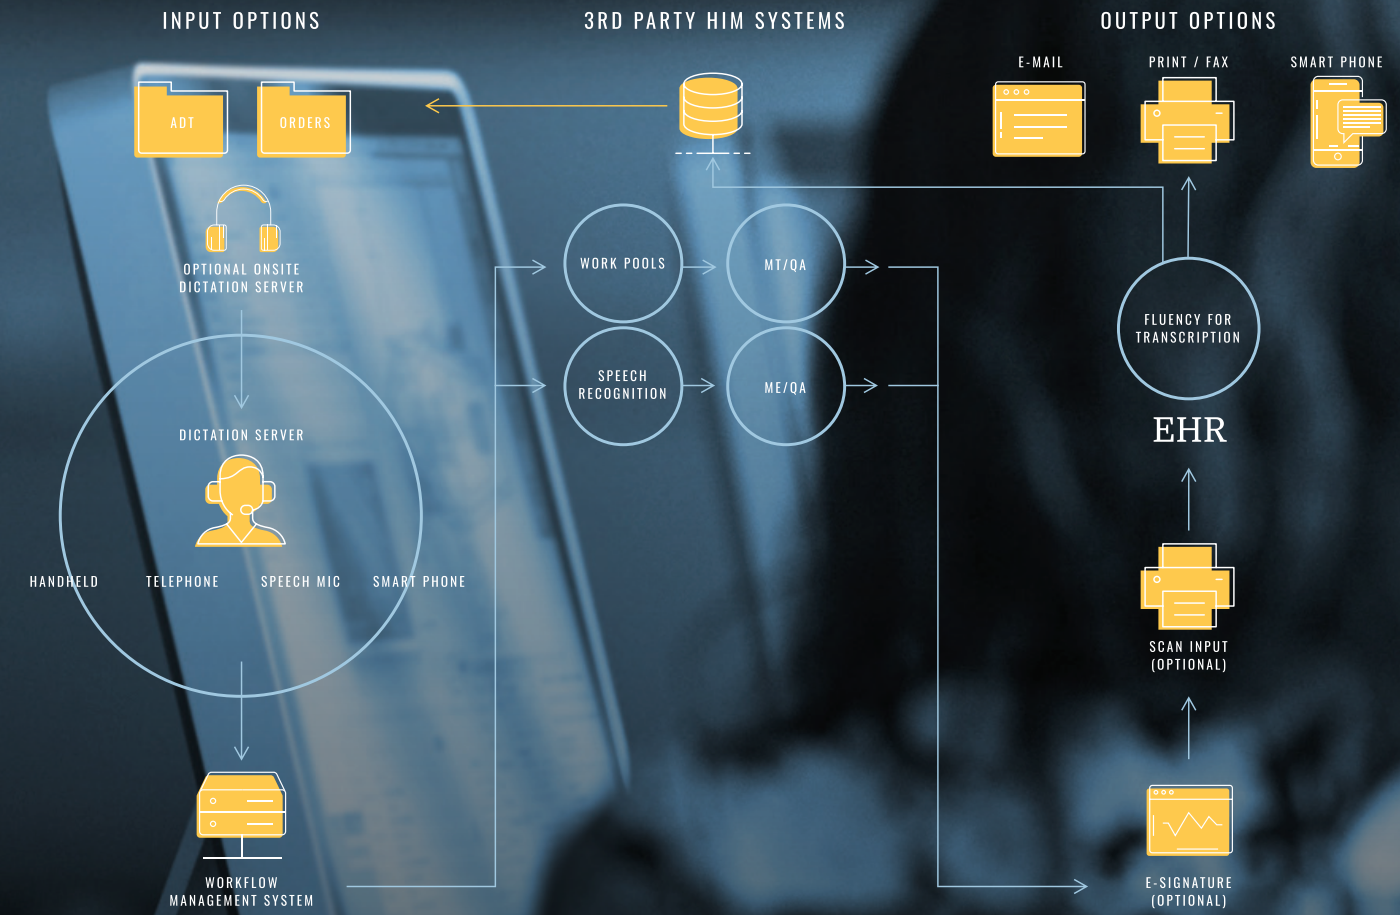 INPUT OPTIONS
3RD PARTY HIM SYSTEMS
OUTPUT OPTIONS
E-MAIL
PRINT / FAX
SMART PHONE
ADT
ORDERS
OPTIONAL ONSITE
DICTATION SERVER
WORK POOLS
MT/QA
SPEECH
RECOGNITION
ME/QA
FLUENCY FOR
TRANSCRIPTION
EHR
DICTATION SERVER
HANDHELD
TELEPHONE
SPEECH MIC
SMART PHONE
SCAN INPUT
(OPTIONAL)
WORKFLOW
MANAGEMENT SYSTEM
E-SIGNATURE
(OPTIONAL)